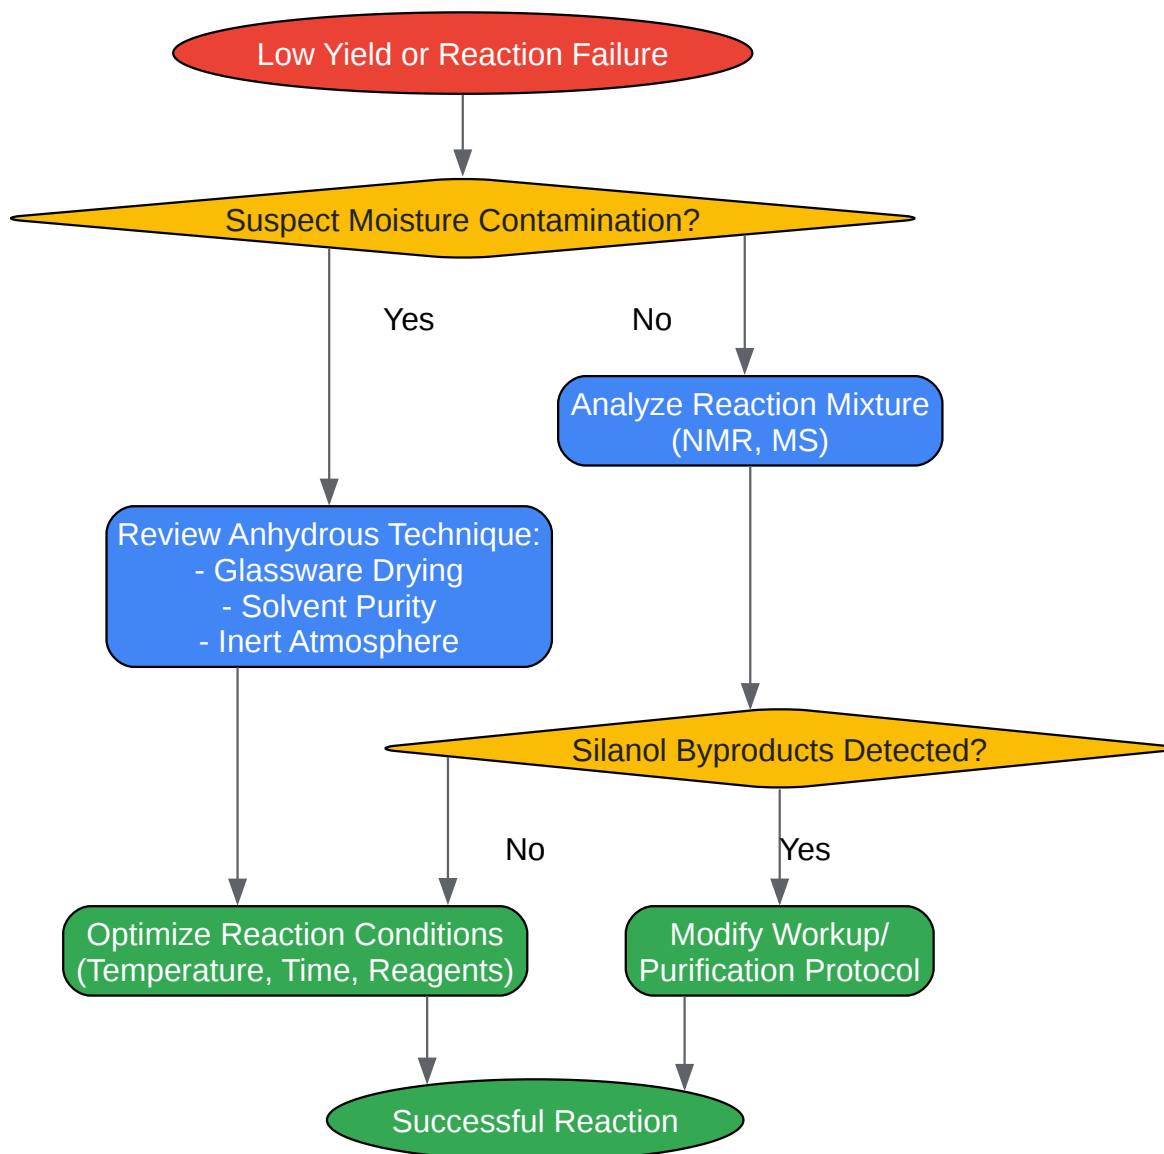 Low Yield or Reaction Failure
Suspect Moisture Contamination?
Yes
No
Analyze Reaction Mixture
(NMR, MS)
Review Anhydrous Technique:
- Glassware Drying
- Solvent Purity
- Inert Atmosphere
Silanol Byproducts Detected?
No
Yes
Optimize Reaction Conditions
(Temperature, Time, Reagents)
Modify Workup/
Purification Protocol
Successful Reaction